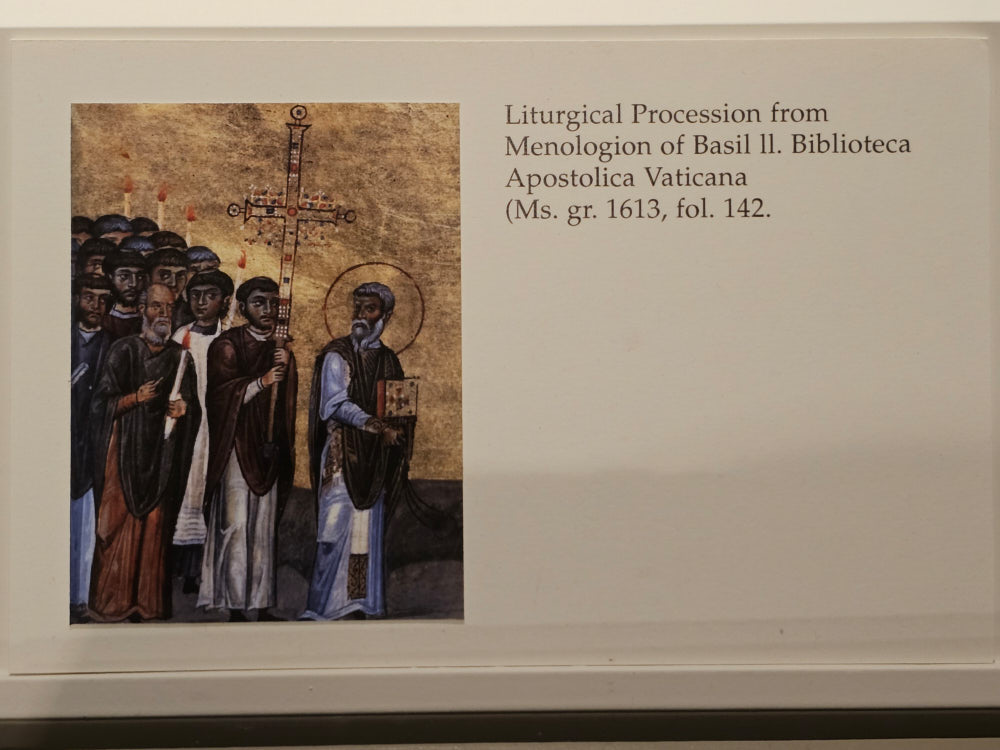 Liturgical Procession from
Menologion of Basil ll. Biblioteca
Apostolica Vaticana
(Ms. gr. 1613, fol. 142.